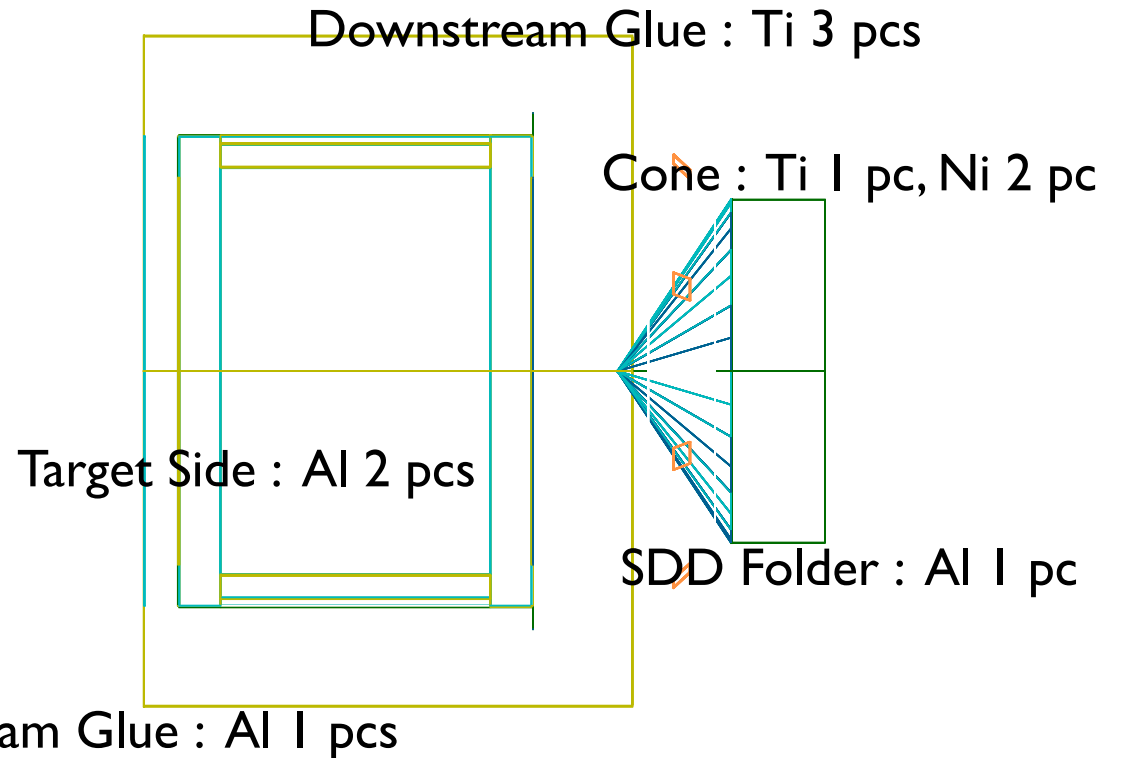 Downstream Glue : Ti 3 pcs
Cone : Ti 1 pc, Ni 2 pc
Target Side : Al 2 pcs
SDD Folder : Al 1 pc
am Glue : Al 1 pcs